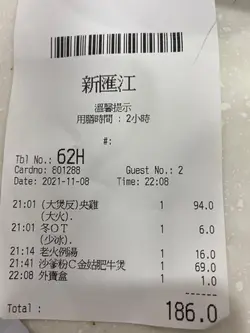 新匯江
溫馨提示
用膳時間：2小時
#:
Tbl No.: 62H
Cardno: 801288 Guest No.: 2
Date: 2021-11-08 Time: 22:08
21:01 (大煲反)央雞 1 94.0
(大火).
21:01 冬OT 1 6.0
(少冰).
21:14 老火例湯 1 16.0
21:41 沙爹粉C金菇肥牛煲 1 69.0
22:08 外賣盒 1 1.0
Total : 186.0